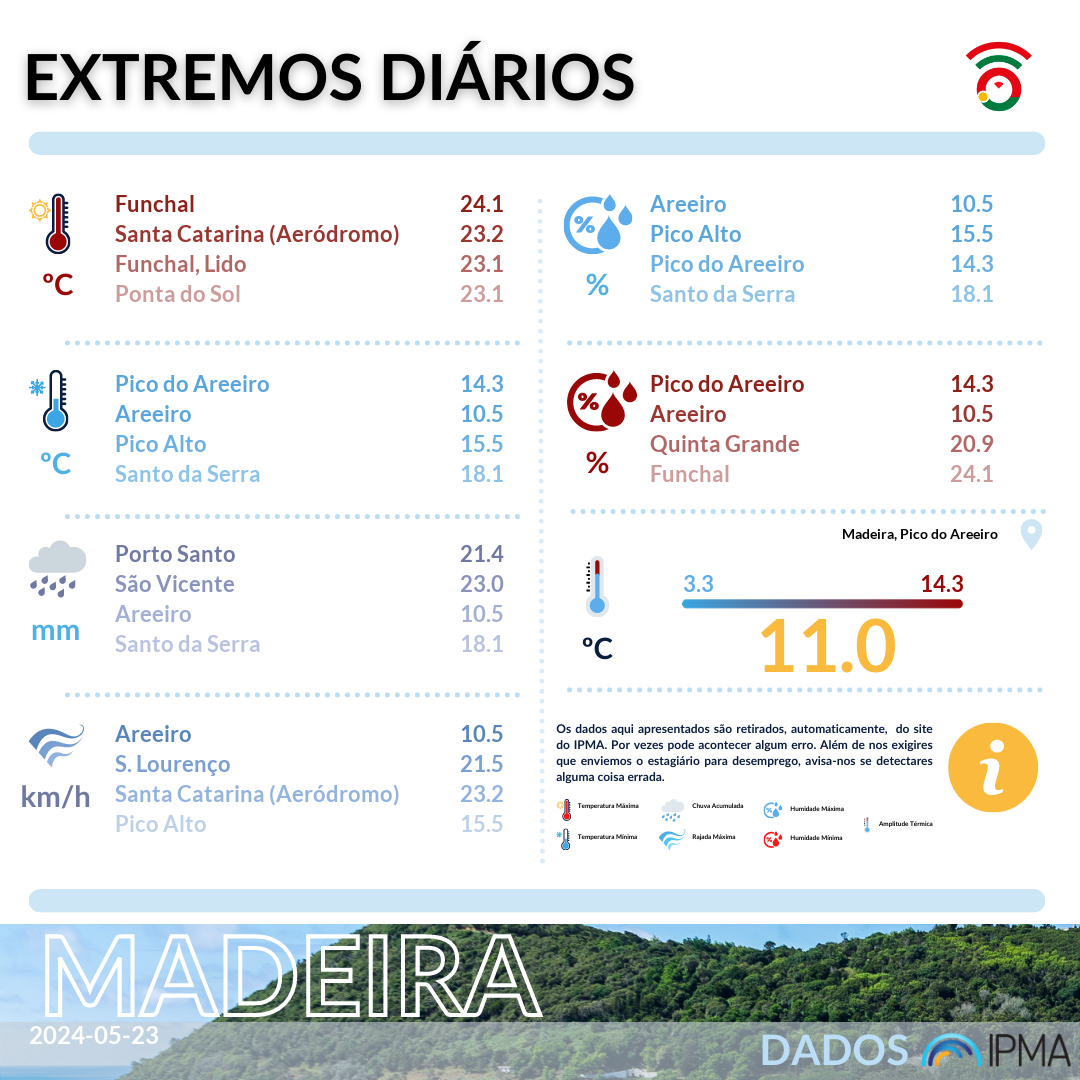 EXTREMOS DIÁRIOS
Funchal 24.1
Santa Catarina (Aeródromo) 23.2
Funchal, Lido 23.1
Ponta do Sol 23.1
ºC
Pico do Areeiro 14.3
Areeiro 10.5
Pico Alto 15.5
Santo da Serra 18.1
ºC
Porto Santo 21.4
São Vicente 23.0
Areeiro 10.5
Santo da Serra 18.1
mm
Areeiro 10.5
S. Lourenço 21.5
Santa Catarina (Aeródromo) 23.2
Pico Alto 15.5
km/h
%
Areeiro 10.5
Pico Alto 15.5
Pico do Areeiro 14.3
Santo da Serra 18.1
%
%
Pico do Areeiro 14.3
Areeiro 10.5
Quinta Grande 20.9
Funchal 24.1
%
Madeira, Pico do Areeiro
3.3 14.3
11.0
ºC
Os dados aqui apresentados são retirados, automaticamente, do site
do IPMA. Por vezes pode acontecer algum erro. Além de nos exigires
que enviemos o estagiário para desemprego, avisa-nos se detectares
alguma coisa errada.
i
Temperatura Máxima Chuva Acumulada Humidade Máxima
Amplitude Térmica
Temperatura Mínima Rajada Máxima Humidade Mínima
MADEIRA
2024-05-23
DADOS IPMA